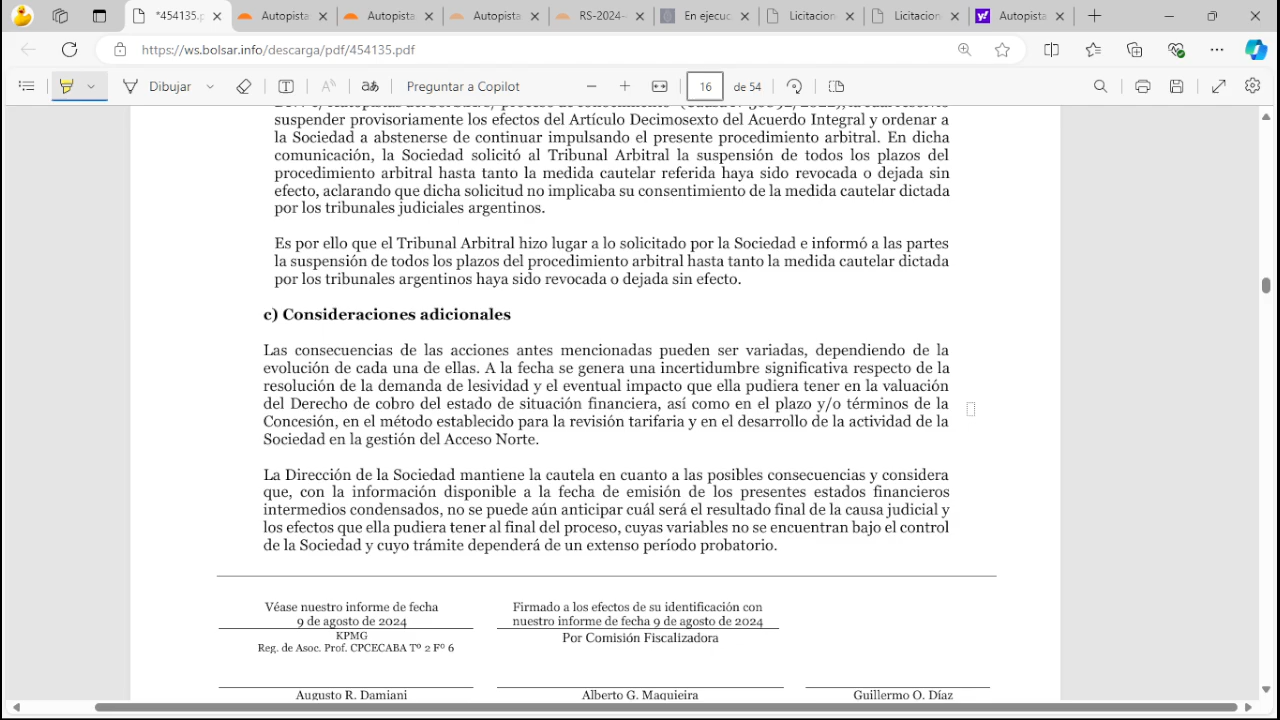 *454135.p
Autopista
Autopist
Autopista
RS-2024-
En ejecuc
Licitacion
Licitacion
Autopista
https://ws.bolsar.info/descarga/pdf/454135.pdf
Dibujar
Preguntar a Copilot
16
de 54
suspender provisoriamente los efectos del Artículo Decimosexto del Acuerdo Integral y ordenar a
la Sociedad a abstenerse de continuar impulsando el presente procedimiento arbitral. En dicha
comunicación, la Sociedad solicitó al Tribunal Arbitral la suspensión de todos los plazos del
procedimiento arbitral hasta tanto la medida cautelar referida haya sido revocada o dejada sin
efecto, aclarando que dicha solicitud no implicaba su consentimiento de la medida cautelar dictada
por los tribunales judiciales argentinos.
Es por ello que el Tribunal Arbitral hizo lugar a lo solicitado por la Sociedad e informó a las partes
la suspensión de todos los plazos del procedimiento arbitral hasta tanto la medida cautelar dictada
por los tribunales argentinos haya sido revocada o dejada sin efecto.
c) Consideraciones adicionales
Las consecuencias de las acciones antes mencionadas pueden ser variadas, dependiendo de la
evolución de cada una de ellas. A la fecha se genera una incertidumbre significativa respecto de la
resolución de la demanda de lesividad y el eventual impacto que ella pudiera tener en la valuación
del Derecho de cobro del estado de situación financiera, así como en el plazo y/o términos de la
Concesión, en el método establecido para la revisión tarifaria y en el desarrollo de la actividad de la
Sociedad en la gestión del Acceso Norte.
La Dirección de la Sociedad mantiene la cautela en cuanto a las posibles consecuencias y considera
que, con la información disponible a la fecha de emisión de los presentes estados financieros
intermedios condensados, no se puede aún anticipar cuál será el resultado final de la causa judicial y
los efectos que ella pudiera tener al final del proceso, cuyas variables no se encuentran bajo el control
de la Sociedad y cuyo trámite dependerá de un extenso período probatorio.
Véase nuestro informe de fecha
9 de agosto de 2024
KPMG
Reg. de Asoc. Prof. CPCECABA Tº 2 Fº 6
Firmado a los efectos de su identificación con
nuestro informe de fecha 9 de agosto de 2024
Por Comisión Fiscalizadora
Augusto R. Damiani
Alberto G. Maquieira
Guillermo O. Díaz